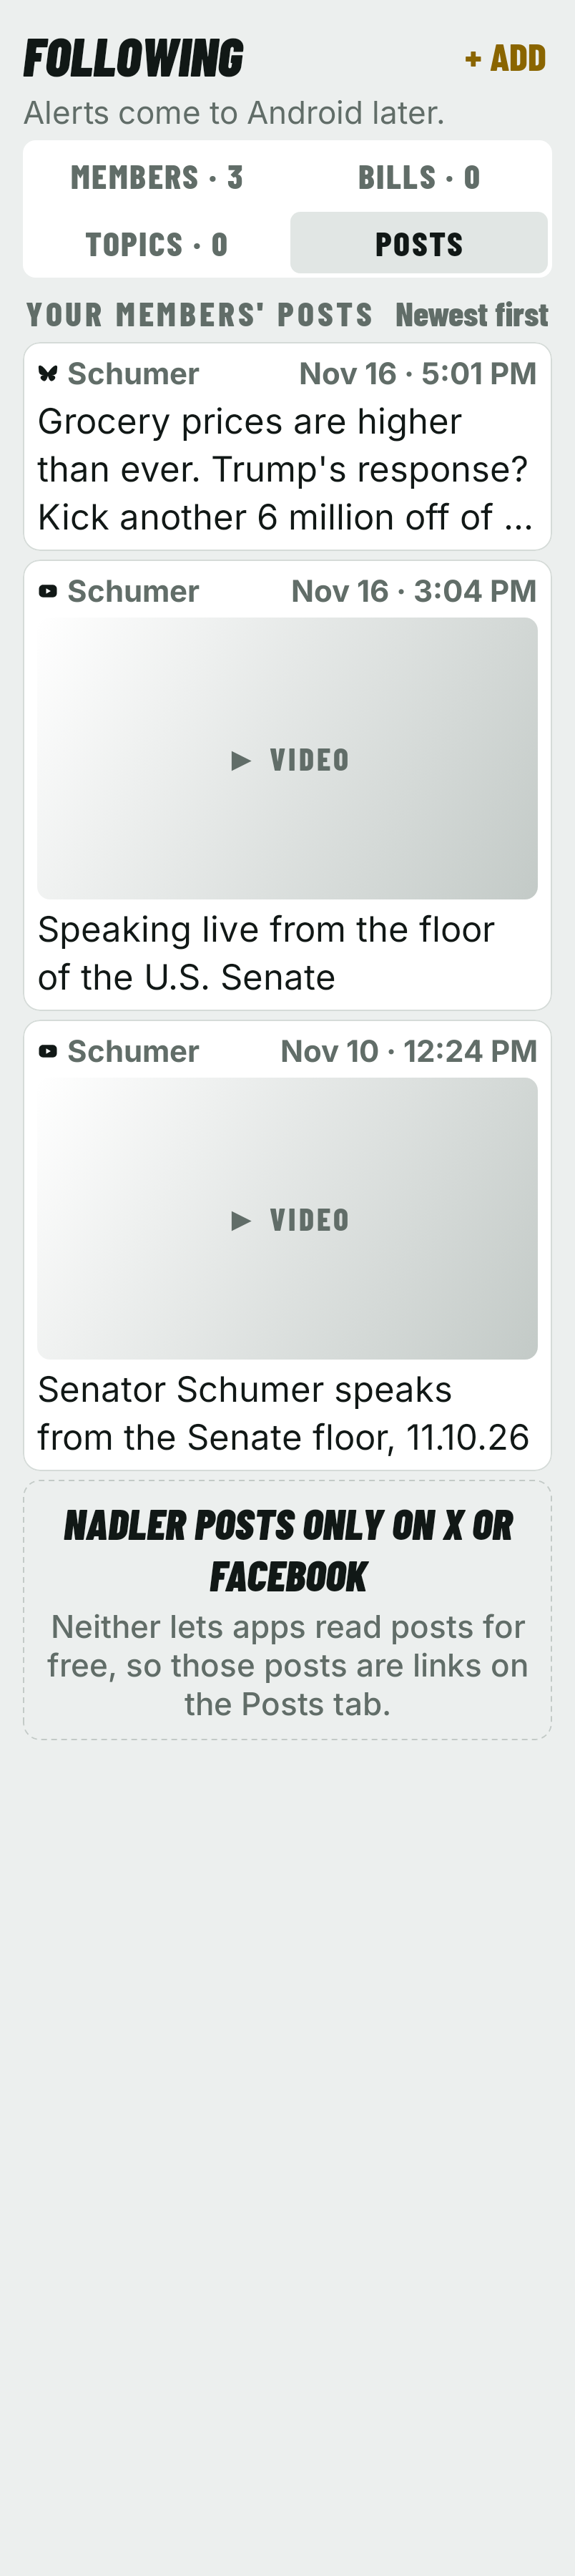 FOLLOWING
+ ADD
Alerts come to Android later.
MEMBERS · 3
BILLS · 0
TOPICS · 0
POSTS
YOUR MEMBERS' POSTS
Newest first
Schumer
Nov 16 · 5:01 PM
Grocery prices are higher
than ever. Trump's response?
Kick another 6 million off of ...
Schumer
Nov 16 · 3:04 PM
▶ VIDEO
Speaking live from the floor
of the U.S. Senate
Schumer
Nov 10 · 12:24 PM
▶ VIDEO
Senator Schumer speaks
from the Senate floor, 11.10.26
NADLER POSTS ONLY ON X OR
FACEBOOK
Neither lets apps read posts for
free, so those posts are links on
the Posts tab.